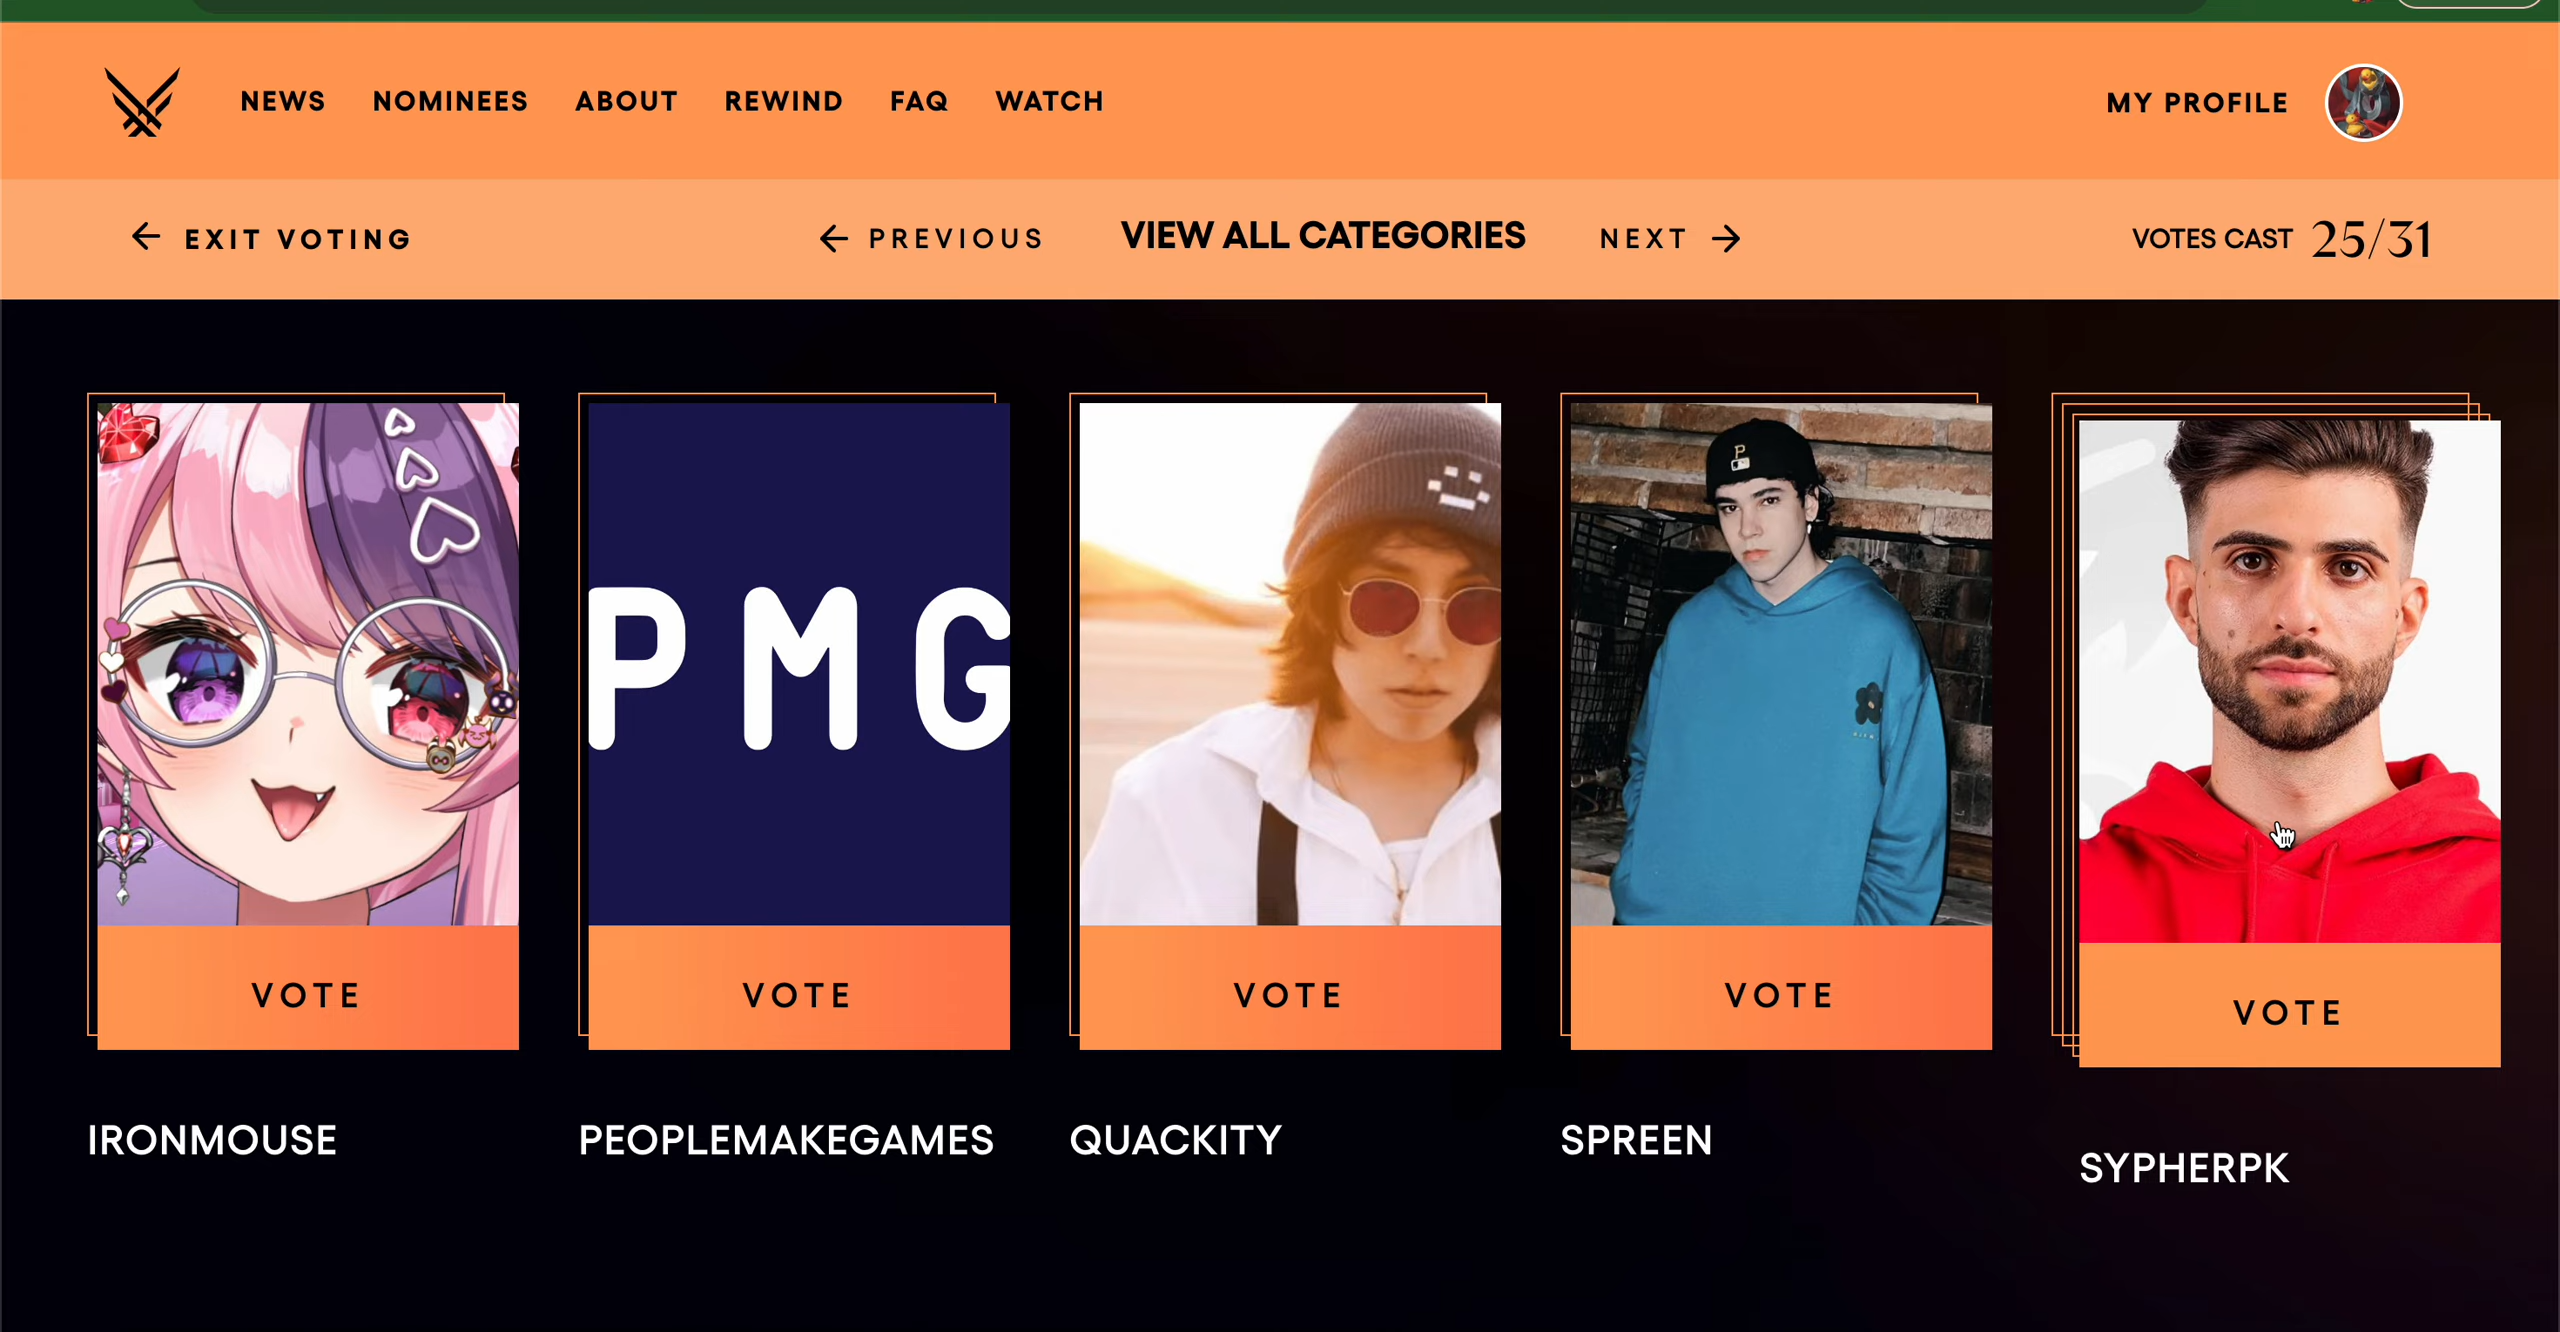 NEWS NOMINEES ABOUT REWIND FAQ WATCH MY PROFILE
EXIT VOTING PREVIOUS VIEW ALL CATEGORIES NEXT VOTES CAST 25/31
P
PMG
VOTE VOTE VOTE VOTE VOTE
IRONMOUSE PEOPLEMAKEGAMES QUACKITY SPREEN SYPHERPK